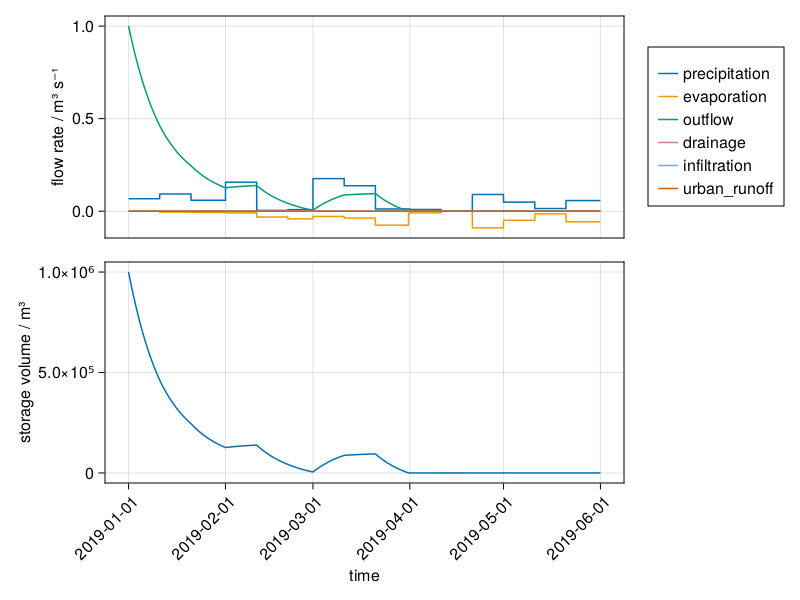 flow rate / m³ s⁻¹
1.0
0.5
0.0
precipitation
evaporation
outflow
drainage
infiltration
urban_runoff
storage volume / m³
1.0×10⁶
5.0×10⁵
0
2019-01-01
2019-02-01
2019-03-01
2019-04-01
2019-05-01
2019-06-01
time